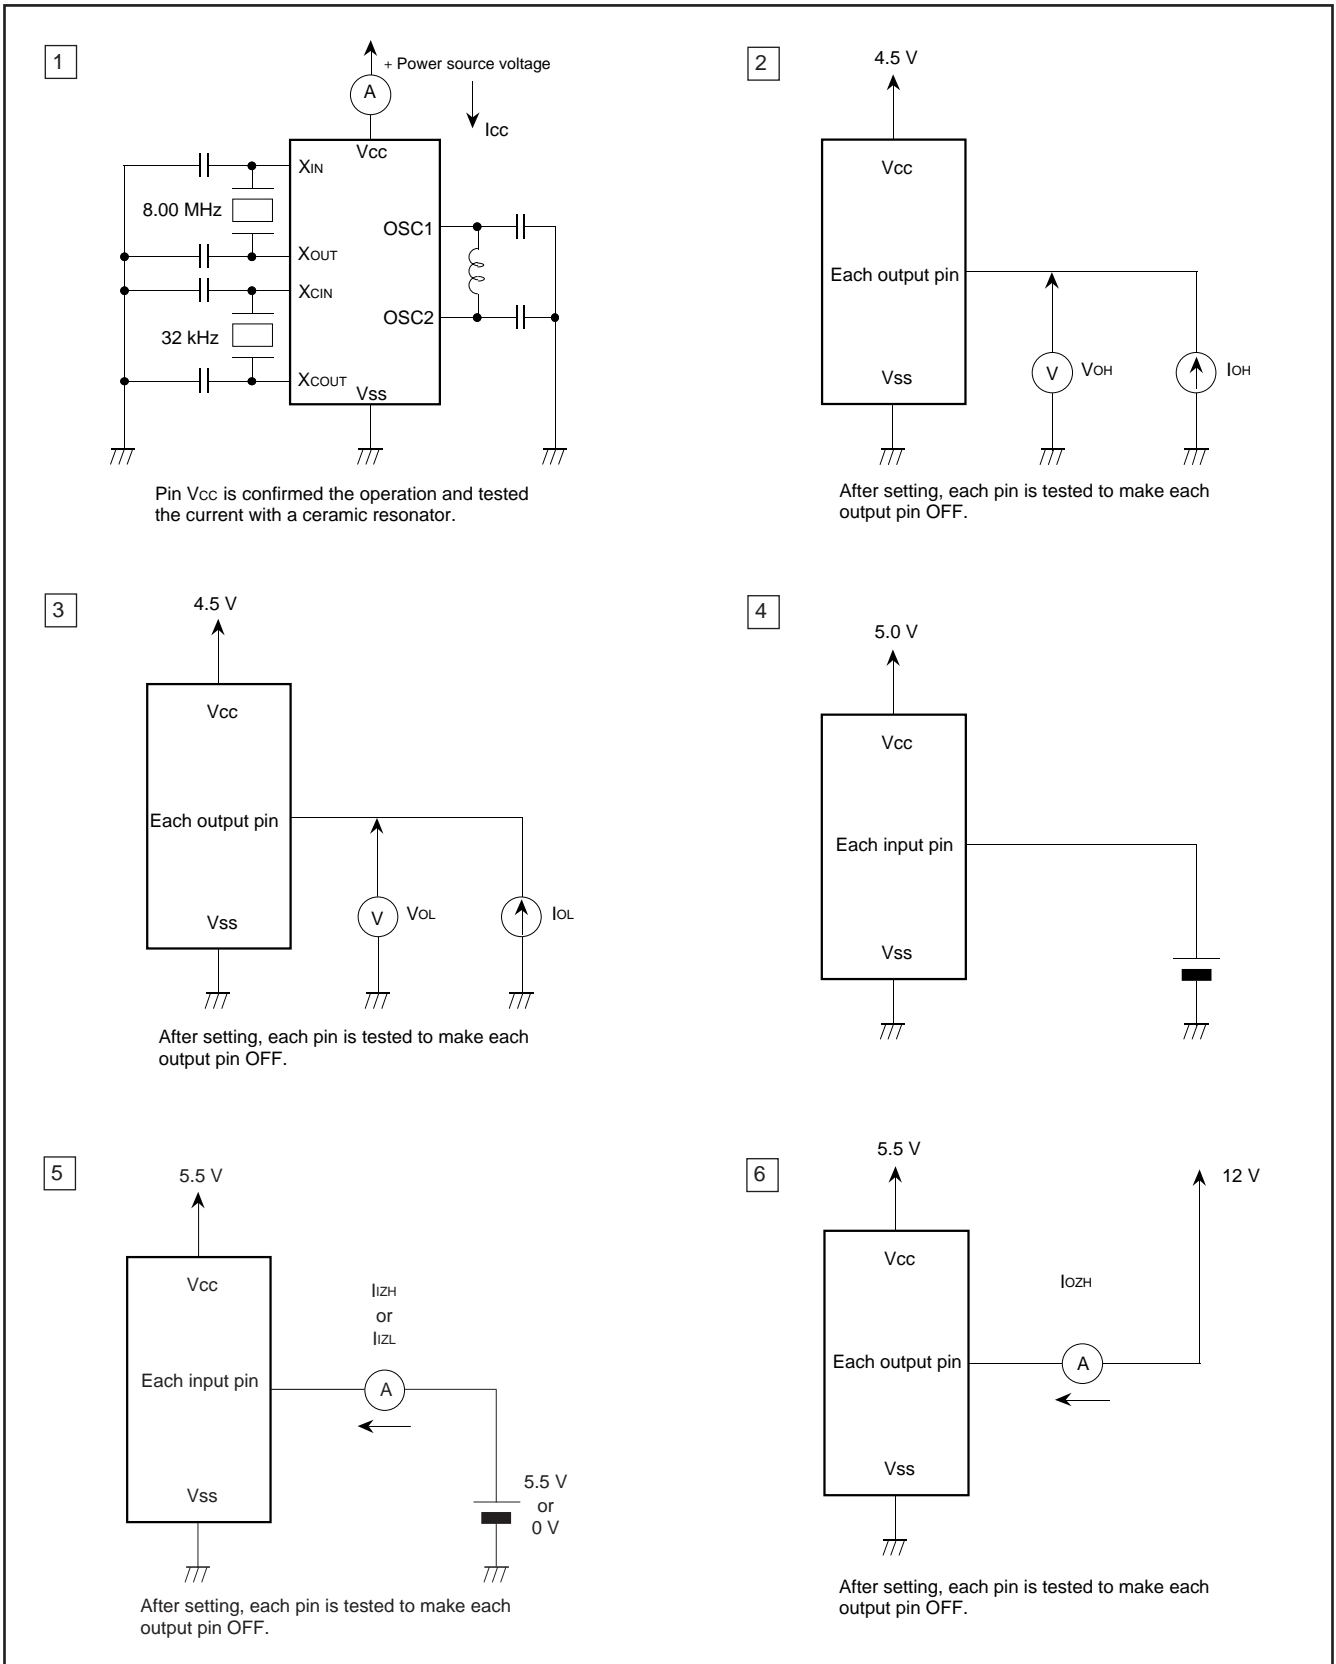 1
+ Power source voltage
A
Icc
Vcc
XIN
8.00 MHz
OSC1
XOUT
XCIN
OSC2
32 kHz
XCOUT
Vss
Pin VCC is confirmed the operation and tested
the current with a ceramic resonator.
2
4.5 V
Vcc
Each output pin
V
VOH
IOH
Vss
After setting, each pin is tested to make each
output pin OFF.
3
4.5 V
Vcc
Each output pin
V
VOL
IOL
Vss
After setting, each pin is tested to make each
output pin OFF.
4
5.0 V
Vcc
Each input pin
Vss
5
5.5 V
Vcc
IIZH
or
IIZL
Each input pin
A
5.5 V
or
0 V
Vss
After setting, each pin is tested to make each
output pin OFF.
6
5.5 V
12 V
Vcc
IOZH
Each output pin
A
Vss
After setting, each pin is tested to make each
output pin OFF.